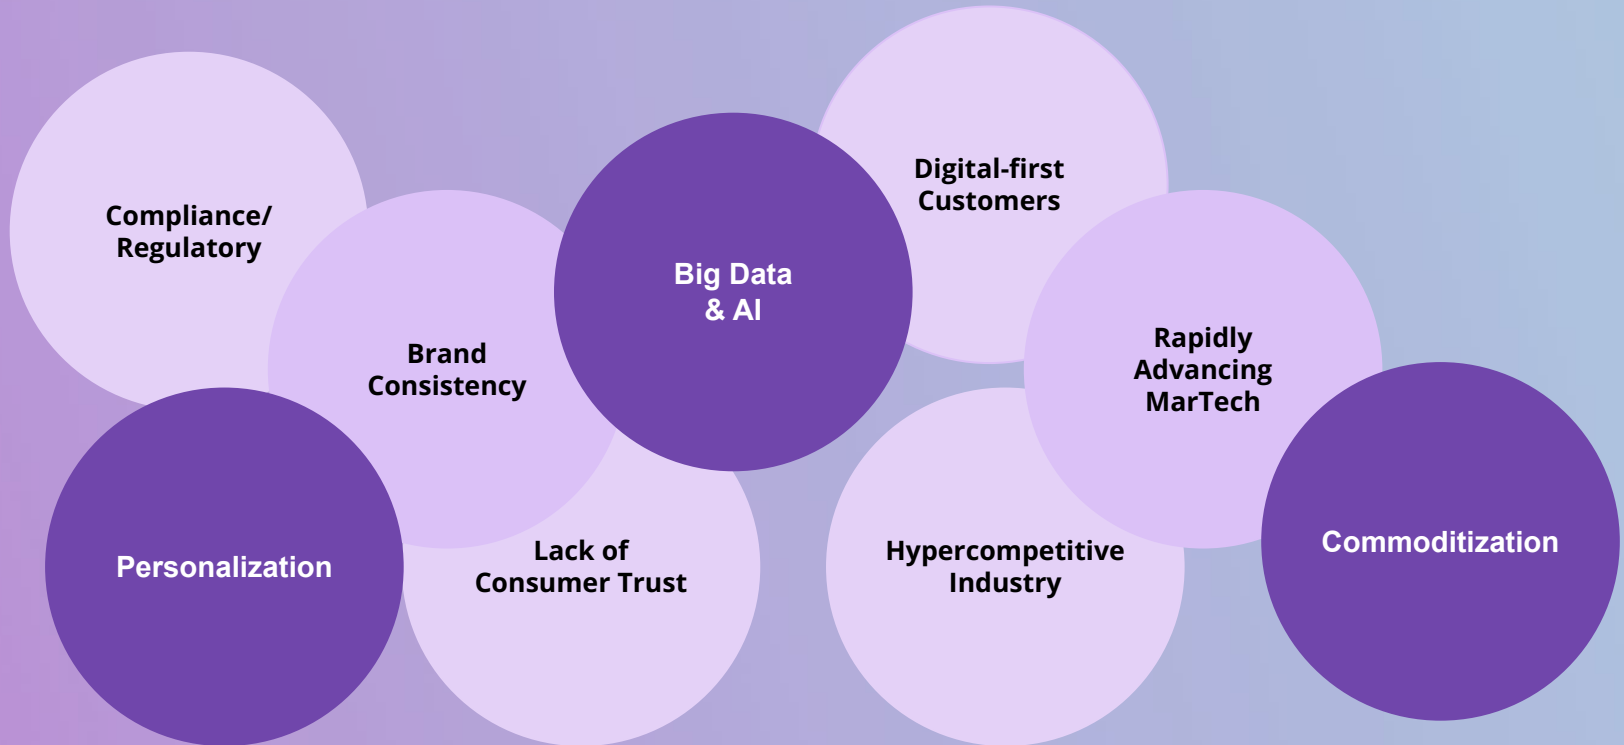 Compliance/
Regulatory
Brand
Consistency
Personalization
Lack of
Consumer Trust
Big Data
& AI
Digital-first
Customers
Rapidly
Advancing
MarTech
Hypercompetitive
Industry
Commoditization